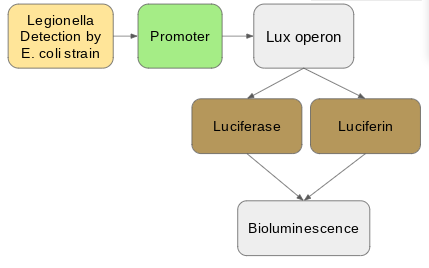 Legionella
Detection by
E. coli strain
Promoter
Lux operon
Luciferase
Luciferin
Bioluminescence